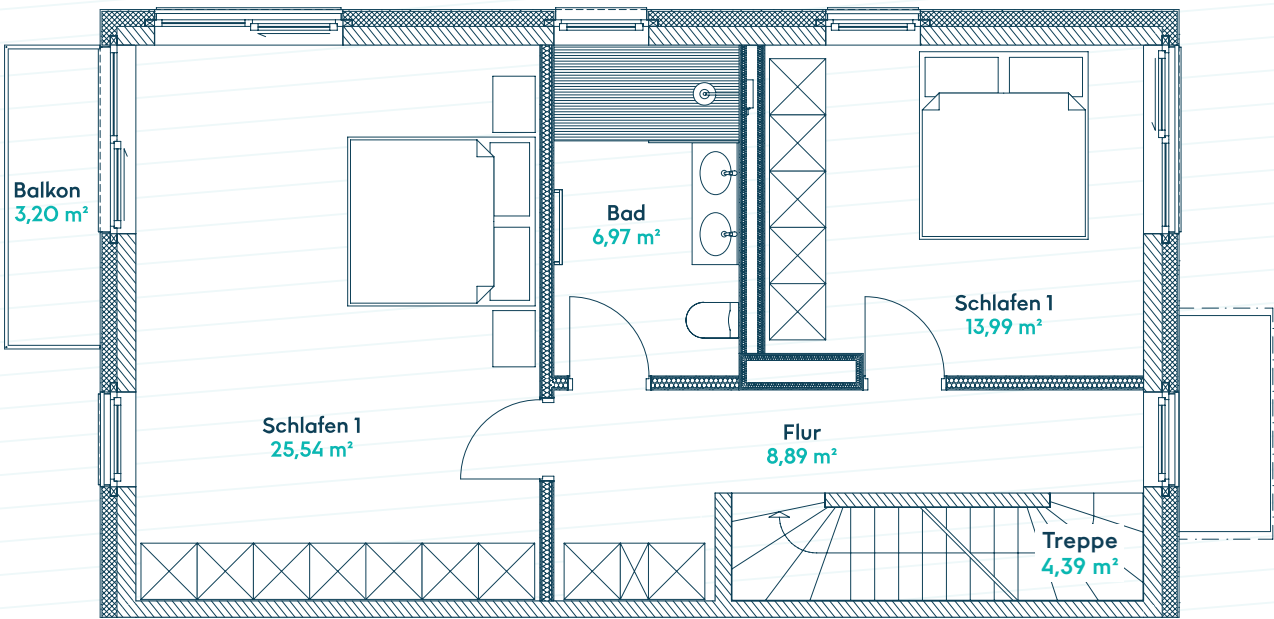 Balkon
3,20 m²
Bad
6,97 m²
Schlafen 1
13,99 m²
Schlafen 1
25,54 m²
Flur
8,89 m²
Treppe
4,39 m²